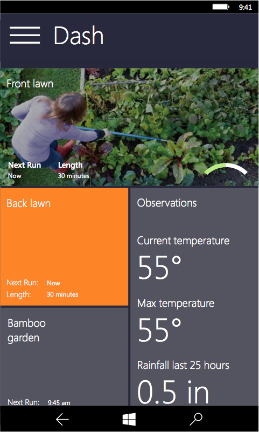 9:41
Dash
Front lawn
Next Run Length
Now 30 minutes
Back lawn
Next Run: Now
Length: 30 minutes
Bamboo
garden
Next Run: 9:45 am
Observations
Current temperature
55°
Max temperature
55°
Rainfall last 25 hours
0.5 in